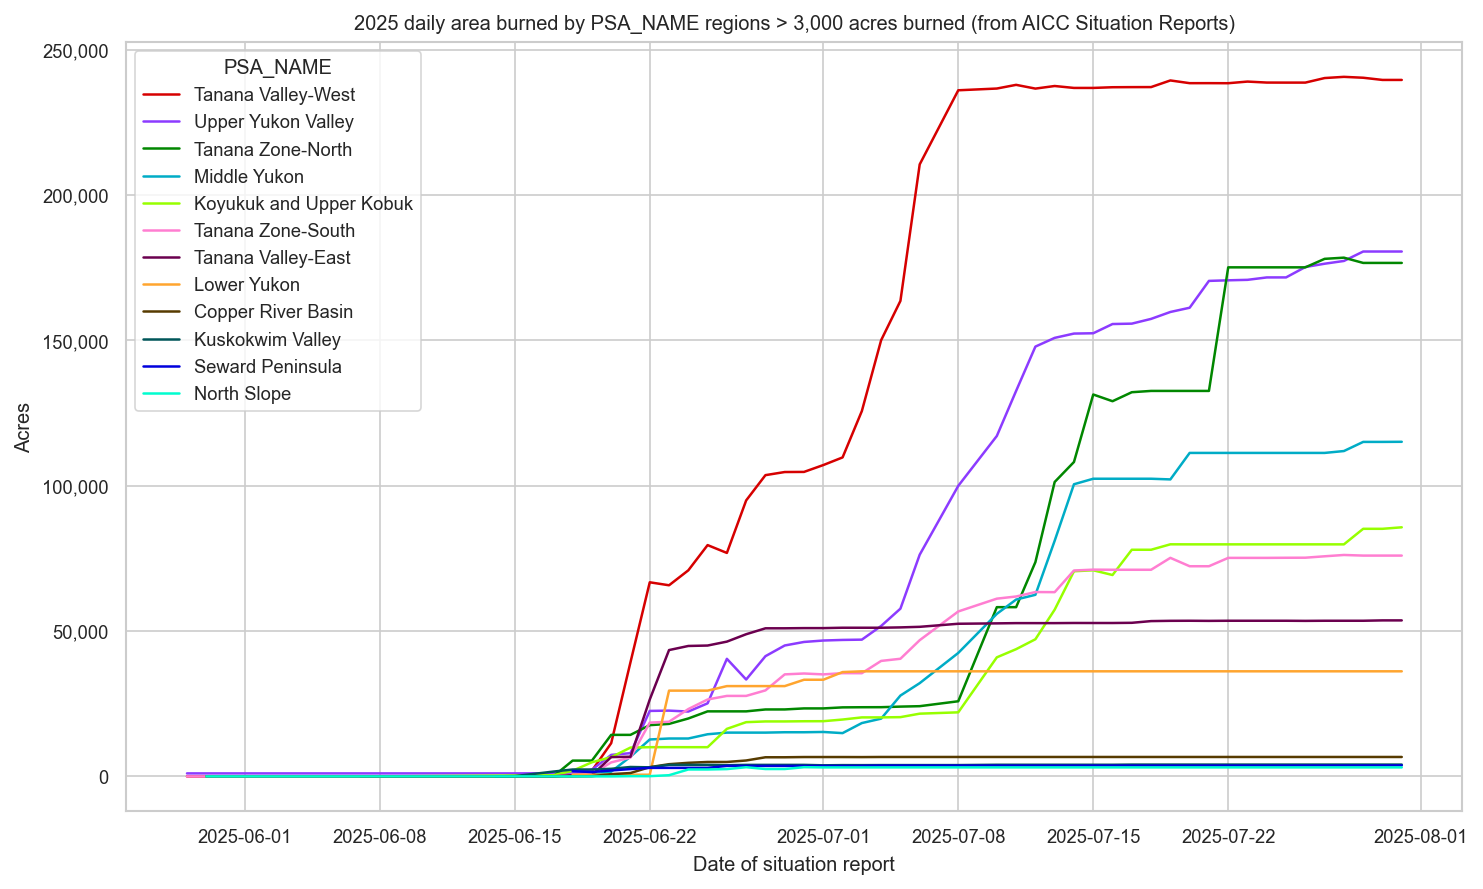 2025 daily area burned by PSA_NAME regions > 3,000 acres burned (from AICC Situation Reports)
250,000
200,000
150,000
100,000
50,000
0
Acres
PSA_NAME
Tanana Valley-West
Upper Yukon Valley
Tanana Zone-North
Middle Yukon
Koyukuk and Upper Kobuk
Tanana Zone-South
Tanana Valley-East
Lower Yukon
Copper River Basin
Kuskokwim Valley
Seward Peninsula
North Slope
2025-06-01
2025-06-08
2025-06-15
2025-06-22
2025-07-01
2025-07-08
2025-07-15
2025-07-22
2025-08-01
Date of situation report